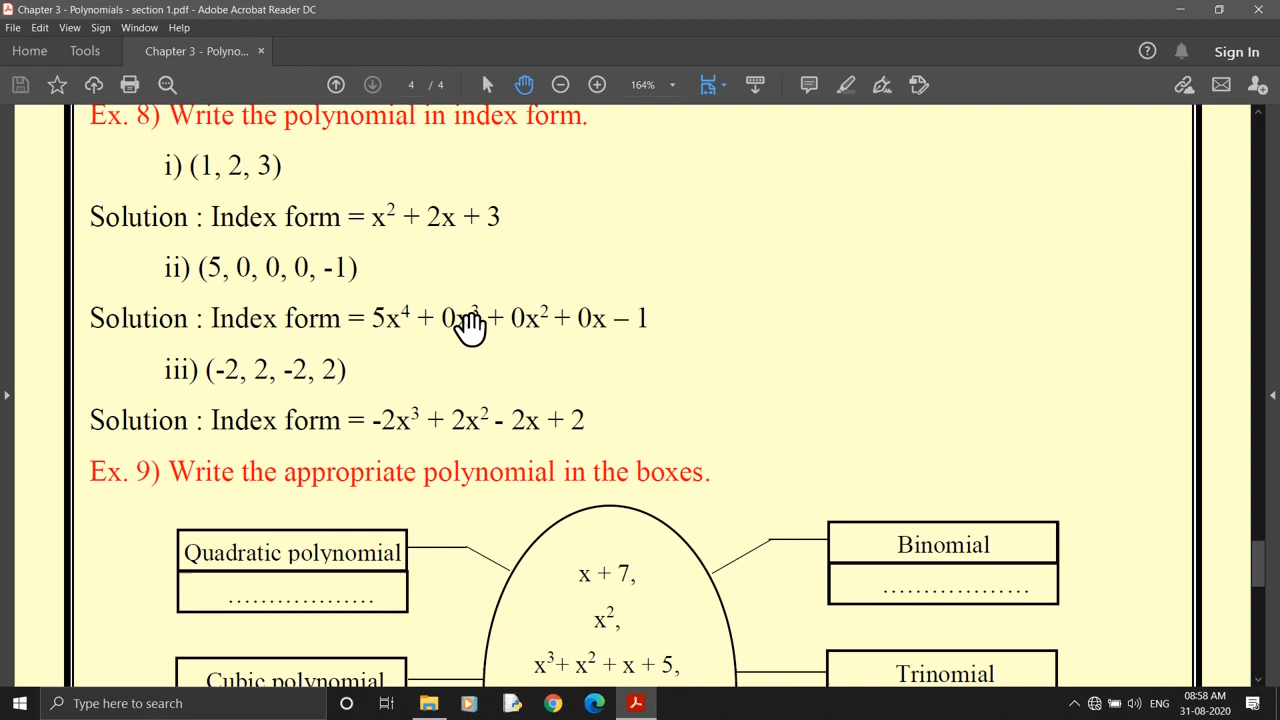 Chapter 3 - Polynomials - section 1.pdf - Adobe Acrobat Reader DC
File Edit View Sign Window Help
Home Tools Chapter 3 - Polyno... × Sign In
4 / 4 164%
Ex. 8) Write the polynomial in index form.
i) (1, 2, 3)
Solution : Index form = x² + 2x + 3
ii) (5, 0, 0, 0, -1)
Solution : Index form = 5x⁴ + 0x³ + 0x² + 0x – 1
iii) (-2, 2, -2, 2)
Solution : Index form = -2x³ + 2x² - 2x + 2
Ex. 9) Write the appropriate polynomial in the boxes.
Quadratic polynomial
………………
Binomial
………………
x + 7,
x²,
x³+ x² + x + 5,
Cubic polynomial
Trinomial
Type here to search
ENG
08:58 AM
31-08-2020